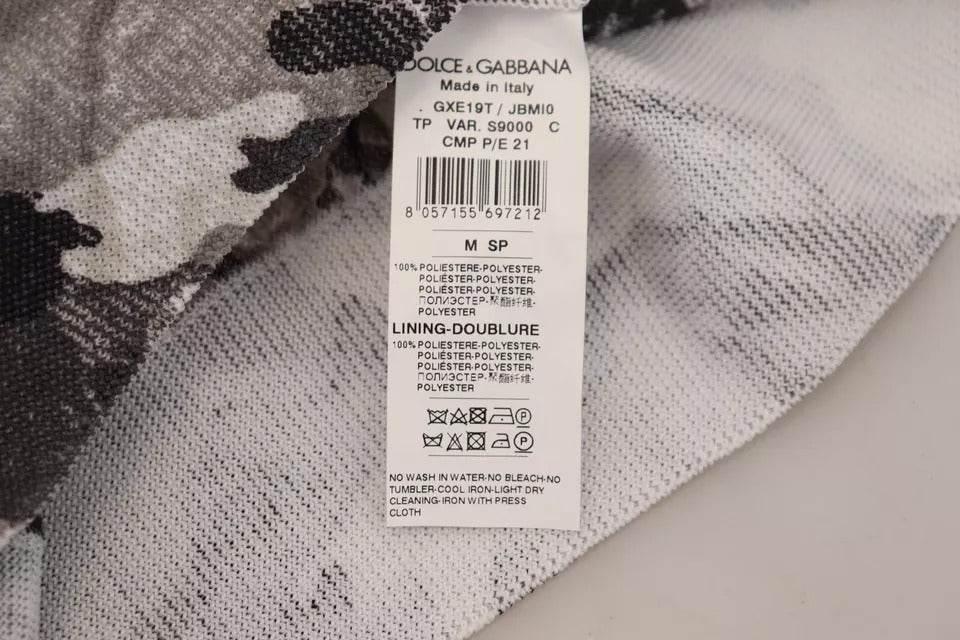 DOLCE & GABBANA
Made in Italy
. GXE19T / JBMI0
TP VAR. S9000 C
CMP P/E 21
8 057155 697212
M SP
100% POLIESTERE-POLYESTER-
POLIÉSTER-POLYESTER-
POLIÉSTER-POLYESTER-
ПОЛИЭСТЕР-聚酯纤维-
POLYESTER
LINING-DOUBLURE
100% POLIESTERE-POLYESTER-
POLIÉSTER-POLYESTER-
POLIÉSTER-POLYESTER-
ПОЛИЭСТЕР-聚酯纤维-
POLYESTER
P
P
NO WASH IN WATER-NO BLEACH-NO
TUMBLER-COOL IRON-LIGHT DRY
CLEANING-IRON WITH PRESS
CLOTH